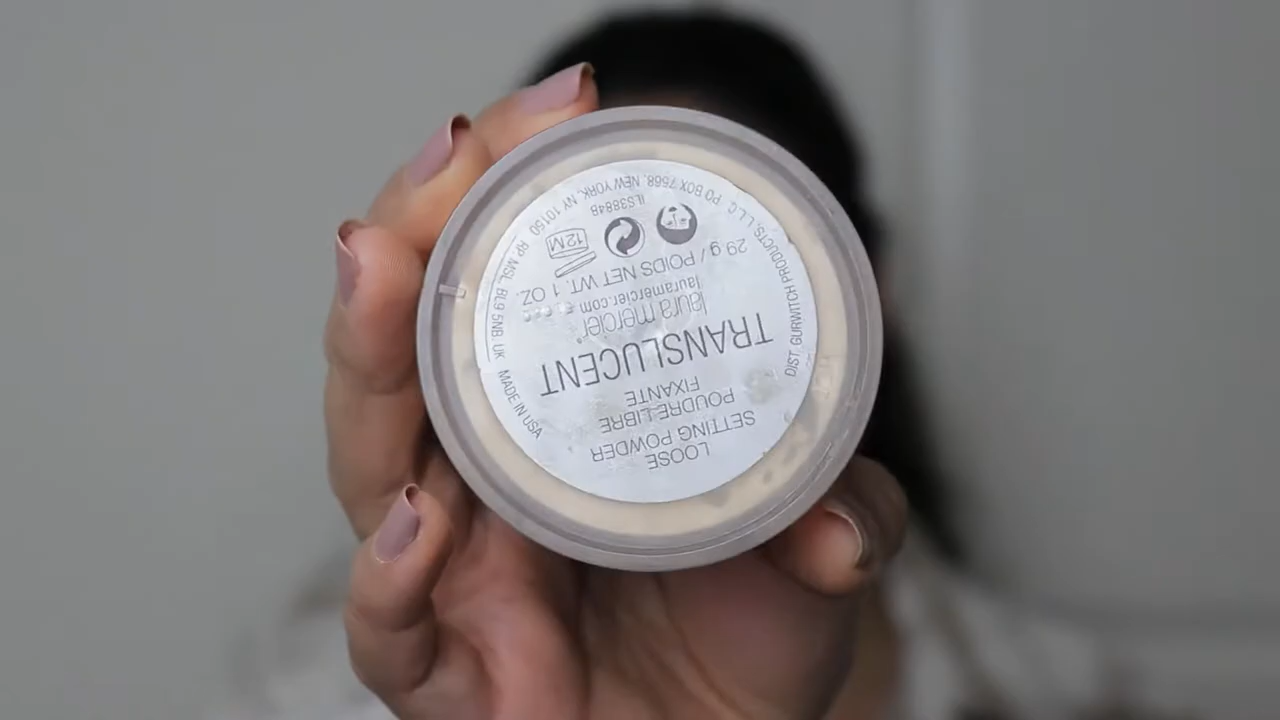 LOOSE
SETTING POWDER
POUDRE LIBRE
FIXANTE
TRANSLUCENT
laura mercier®
lauramercier.com
29 g / POIDS NET WT. 1 OZ.
12M
ILS3884B
DIST. GURWITCH PRODUCTS, L.L.C. PO BOX 7568, NEW YORK, NY 10150 RP MSL, BL9 5NB, UK MADE IN USA